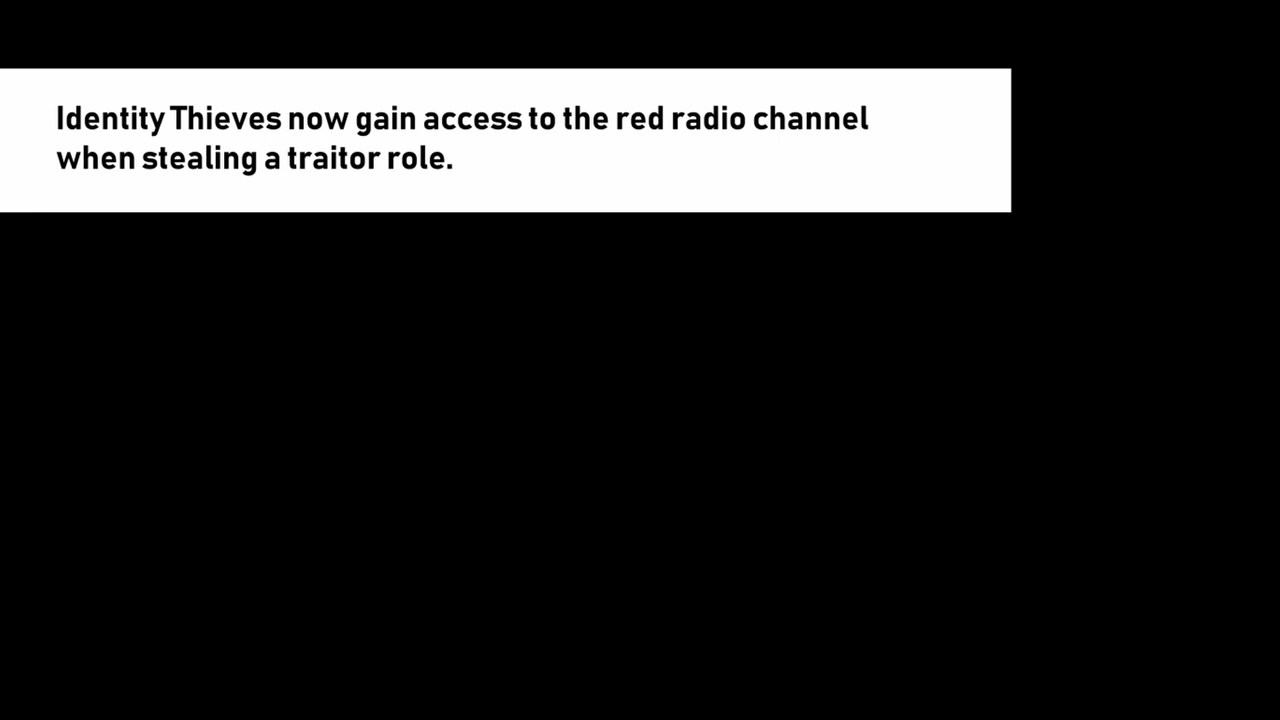 Identity Thieves now gain access to the red radio channel
when stealing a traitor role.